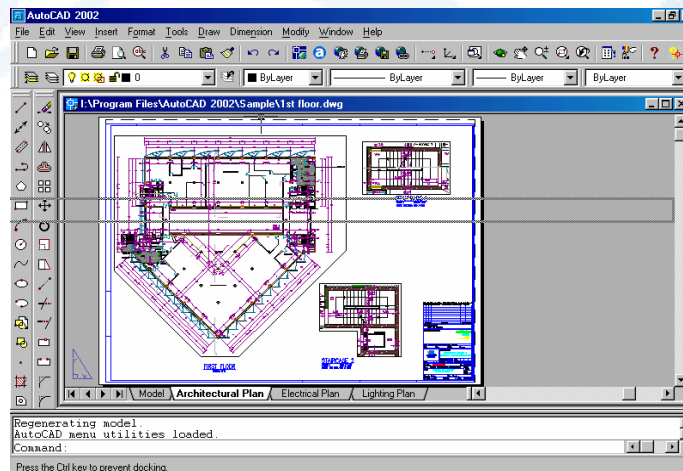 AutoCAD 2002
File Edit View Insert Format Tools Draw Dimension Modify Window Help
0 ByLayer ByLayer ByLayer ByLayer
I:\Program Files\AutoCAD 2002\Sample\1st floor.dwg
FIRST FLOOR
Model Architectural Plan Electrical Plan Lighting Plan
Regenerating model.
AutoCAD menu utilities loaded.
Command:
Press the Ctrl key to prevent docking.